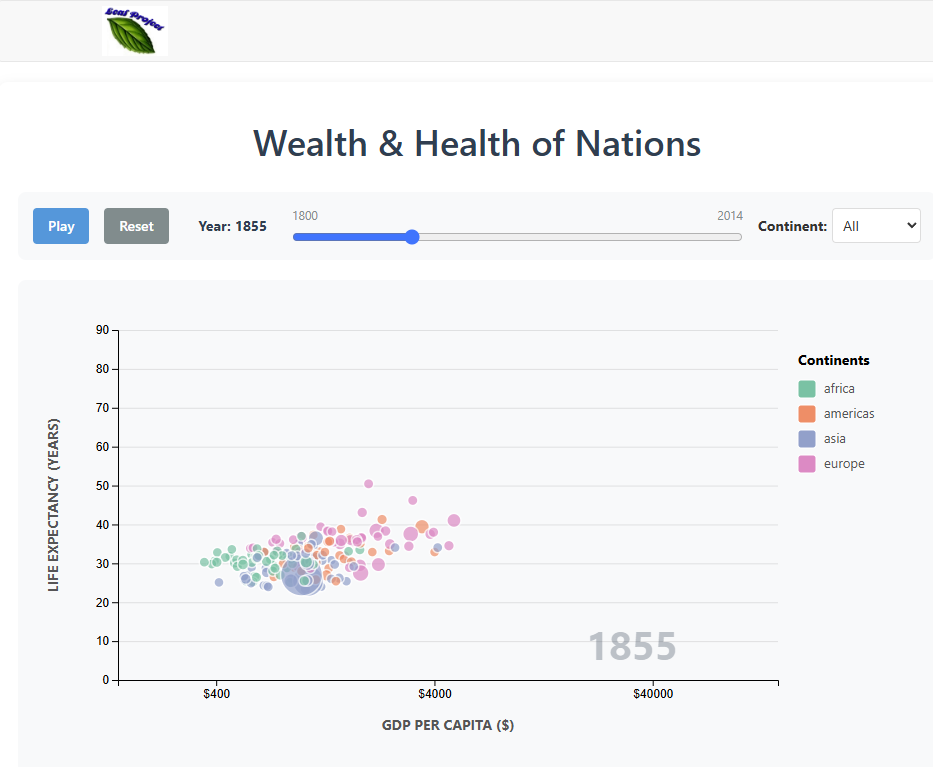 Leaf Project
Wealth & Health of Nations
Play
Reset
Year: 1855
1800
2014
Continent:
All
90
80
70
60
50
40
30
20
10
0
LIFE EXPECTANCY (YEARS)
1855
$400
$4000
$40000
GDP PER CAPITA ($)
Continents
africa
americas
asia
europe